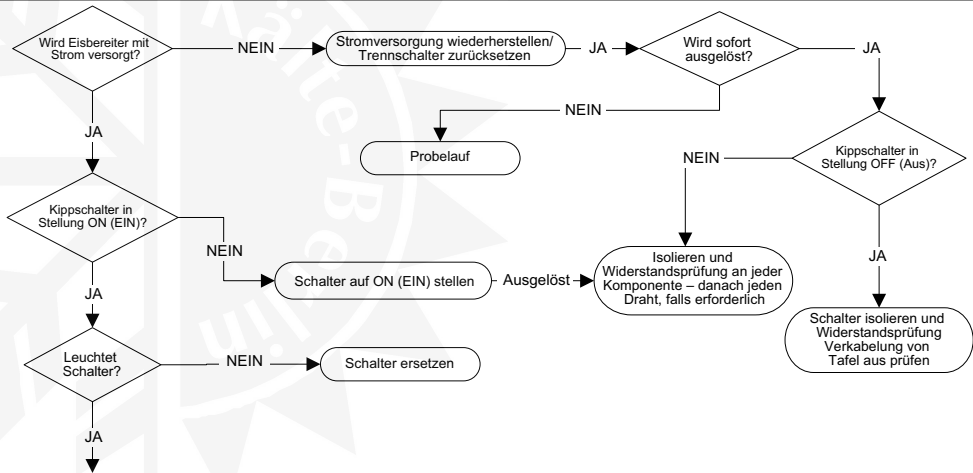 Wird Eisbereiter mit
Strom versorgt?
NEIN
Stromversorgung wiederherstellen/
Trennschalter zurücksetzen
JA
Wird sofort
ausgelöst?
JA
NEIN
Probelauf
JA
Kippschalter in
Stellung OFF (Aus)?
NEIN
JA
Kippschalter in
Stellung ON (EIN)?
NEIN
Schalter auf ON (EIN) stellen
Ausgelöst
Isolieren und
Widerstandsprüfung an jeder
Komponente – danach jeden
Draht, falls erforderlich
Schalter isolieren und
Widerstandsprüfung
Verkabelung von
Tafel aus prüfen
JA
Leuchtet
Schalter?
NEIN
Schalter ersetzen
JA
Kälte-Berlin